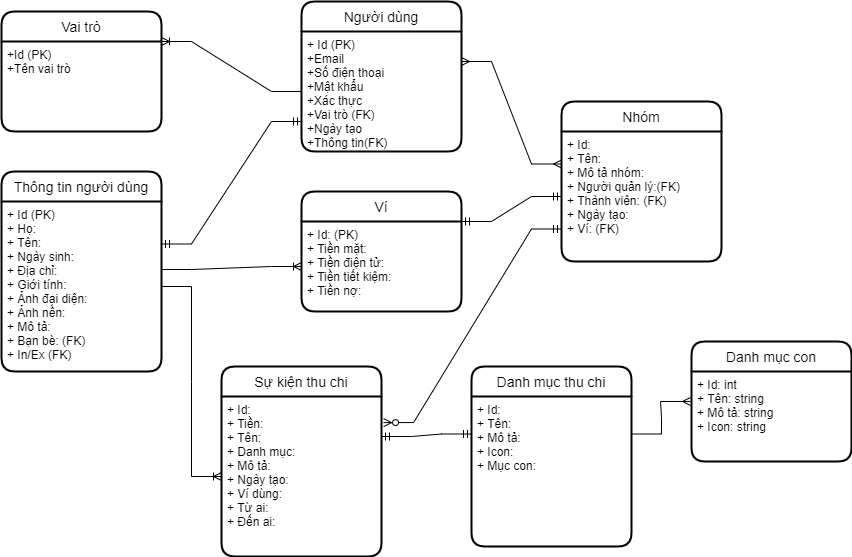 Vai trò
+Id (PK)
+Tên vai trò
Người dùng
+ Id (PK)
+Email
+Số điện thoại
+Mật khẩu
+Xác thực
+Vai trò (FK)
+Ngày tạo
+Thông tin(FK)
Nhóm
+ Id:
+ Tên:
+ Mô tả nhóm:
+ Người quản lý:(FK)
+ Thành viên: (FK)
+ Ngày tạo:
+ Ví: (FK)
Thông tin người dùng
+ Id (PK)
+ Họ:
+ Tên:
+ Ngày sinh:
+ Địa chỉ:
+ Giới tính:
+ Ảnh đại diện:
+ Ảnh nền:
+ Mô tả:
+ Bạn bè: (FK)
+ In/Ex (FK)
Ví
+ Id: (PK)
+ Tiền mặt:
+ Tiền điện tử:
+ Tiền tiết kiệm:
+ Tiền nợ:
Sự kiện thu chi
+ Id:
+ Tiền:
+ Tên:
+ Danh mục:
+ Mô tả:
+ Ngày tạo:
+ Ví dùng:
+ Từ ai:
+ Đến ai:
Danh mục thu chi
+ Id:
+ Tên:
+ Mô tả:
+ Icon:
+ Mục con:
Danh mục con
+ Id: int
+ Tên: string
+ Mô tả: string
+ Icon: string